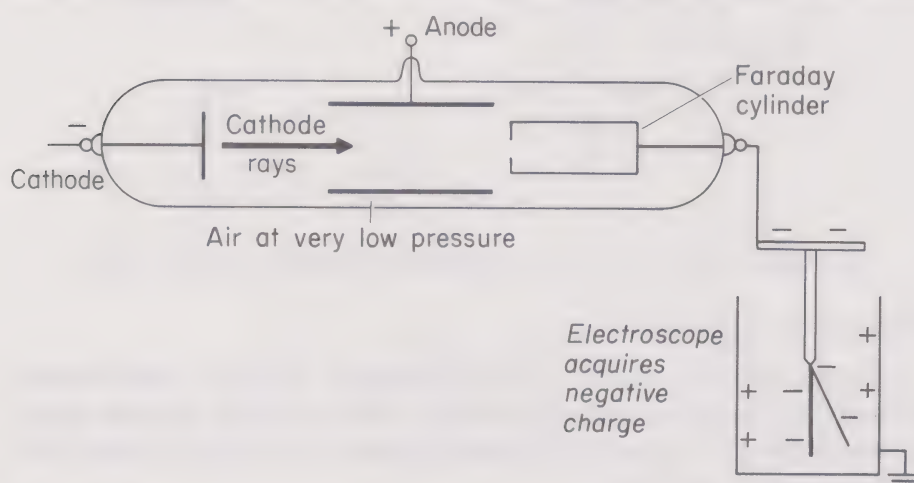 + Anode
Faraday
cylinder
−
Cathode
rays
Cathode
Air at very low pressure
− −
Electroscope
acquires
negative
charge
+
−
+ − +
−
+ −